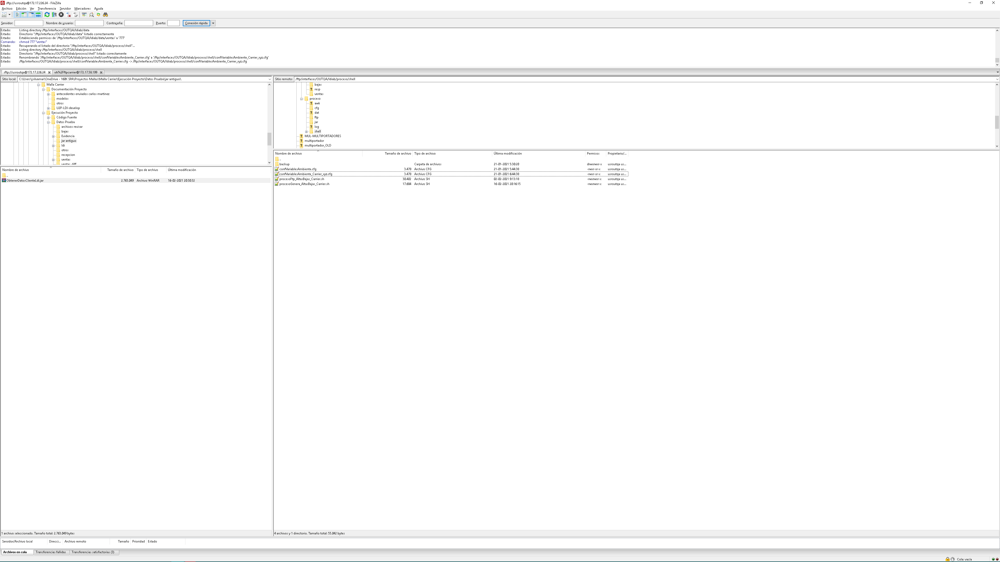 sftp://usroutqa@172.17.226.24 - FileZilla
Archivo Edición Ver Transferencia Servidor Marcadores Ayuda
Servidor: Nombre de usuario: Contraseña: Puerto: Conexión rápida
Estado: Listing directory /ftp/interfaces/OUTQA/ldiab/data
Estado: Directorio "/ftp/interfaces/OUTQA/ldiab/data" listado correctamente
Estado: Estableciendo permisos de '/ftp/interfaces/OUTQA/ldiab/data/ventas' a '777'
Comando: chmod 777 "ventas"
Estado: Recuperando el listado del directorio "/ftp/interfaces/OUTQA/ldiab/proceso/shell"...
Estado: Listing directory /ftp/interfaces/OUTQA/ldiab/proceso/shell
Estado: Directorio "/ftp/interfaces/OUTQA/ldiab/proceso/shell" listado correctamente
Estado: Renombrando '/ftp/interfaces/OUTQA/ldiab/proceso/shell/confVariablesAmbiente_Carrier.cfg' a '/ftp/interfaces/OUTQA/ldiab/proceso/shell/confVariablesAmbiente_Carrier_xyz.cfg'
Estado: /ftp/interfaces/OUTQA/ldiab/proceso/shell/confVariablesAmbiente_Carrier.cfg -> /ftp/interfaces/OUTQA/ldiab/proceso/shell/confVariablesAmbiente_Carrier_xyz.cfg
sftp://usroutqa@172.17.226.24 vtr%2Fftpcarrier@172.17.58.199
Sitio local: C:\Users\jsilvamar\OneDrive - 160K SPA\Proyectos Mallas\Malla Carrier\Ejecución Proyecto\Datos Prueba\jar antiguo\
Malla Carrier
Documentación Proyecto
antecedentes enviados carlos martinez
modelos
otros
U2P-LDI-develop
Ejecución Proyecto
Código Fuente
Datos Prueba
archivos revisar
bajas
Evidencia
jar antiguo
ldi
otros
recepcion
ventas
ventas_diff
Nombre de archivo Tamaño de archivo Tipo de archivo Última modificación
..
ObtenerDatosClienteLdi.jar 2.763.049 Archivo WinRAR 16-02-2021 20:30:32
1 archivo seleccionado. Tamaño total: 2.763.049 bytes
Sitio remoto: /ftp/interfaces/OUTQA/ldiab/proceso/shell
bajas
resp
ventas
proceso
awk
cfg
dat
ftp
jar
log
shell
MUL-MULTIPORTADORES
multiportador
multiportador_OLD
Nombre de archivo Tamaño de archivo Tipo de archivo Última modificación Permisos Propietario/...
..
backup Carpeta de archivos 21-01-2021 5:30:20 drwxrwxr-x usroutqa us...
confVariablesAmbiente.cfg 3.478 Archivo CFG 21-01-2021 5:44:38 -rwxr-xr-x usroutqa us...
confVariablesAmbiente_Carrier_xyz.cfg 3.478 Archivo CFG 21-01-2021 6:44:38 -rwxr-xr-x usroutqa us...
procesoFtp_AltasBajas_Carrier.sh 30.402 Archivo SH 02-02-2021 9:13:18 -rwxrwxr-x usroutqa us...
procesoGenera_AltasBajas_Carrier.sh 17.684 Archivo SH 16-02-2021 20:16:15 -rwxrwxr-x usroutqa us...
4 archivos y 1 directorio. Tamaño total: 55.042 bytes
Servidor/Archivo local Direcci... Archivo remoto Tamaño Prioridad Estado
Archivos en cola Transferencias fallidas Transferencias satisfactorias (3)
Cola: vacía